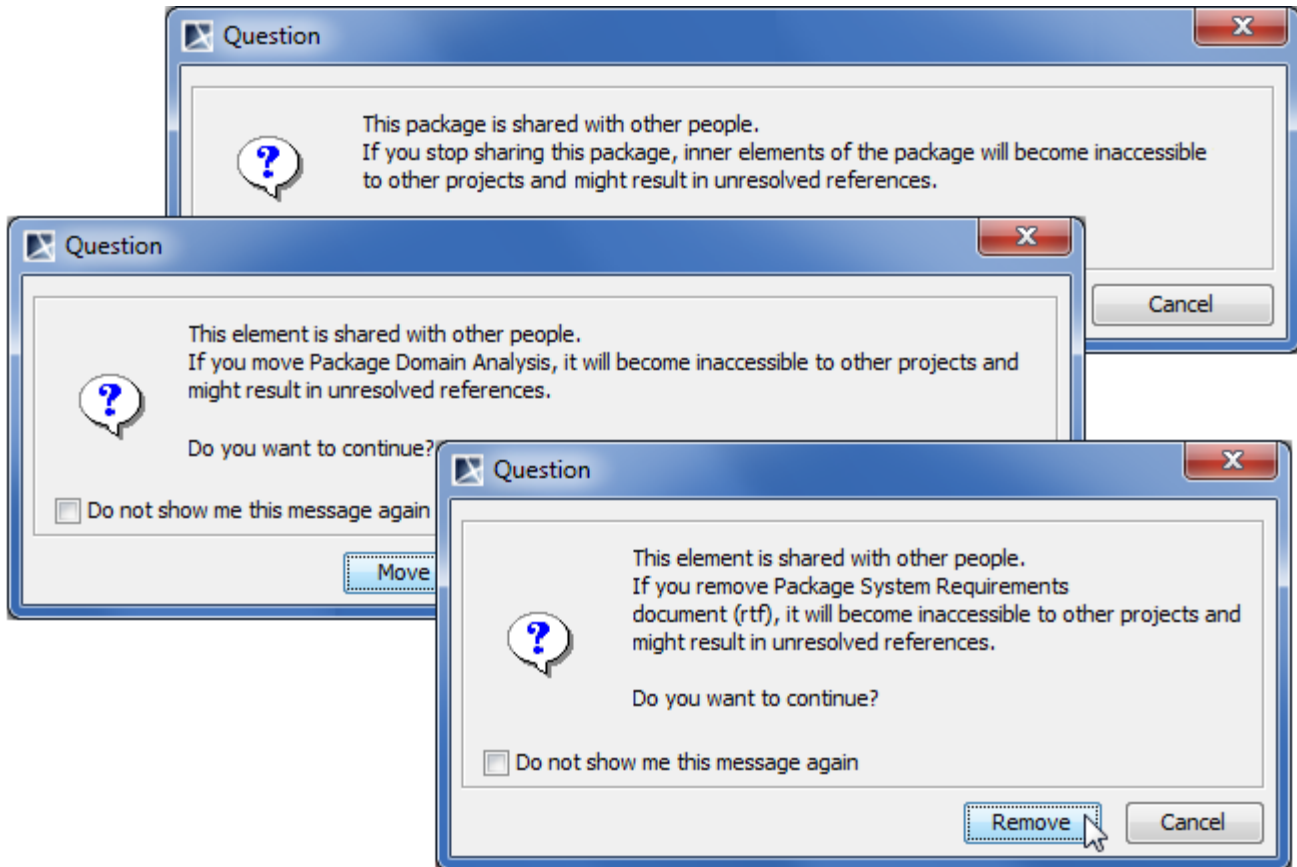 Question
X
This package is shared with other people.
If you stop sharing this package, inner elements of the package will become inaccessible
to other projects and might result in unresolved references.
Cancel
Question
X
This element is shared with other people.
If you move Package Domain Analysis, it will become inaccessible to other projects and
might result in unresolved references.
Do you want to continue?
Do not show me this message again
Move
Question
X
This element is shared with other people.
If you remove Package System Requirements
document (rtf), it will become inaccessible to other projects and
might result in unresolved references.
Do you want to continue?
Do not show me this message again
Remove
Cancel